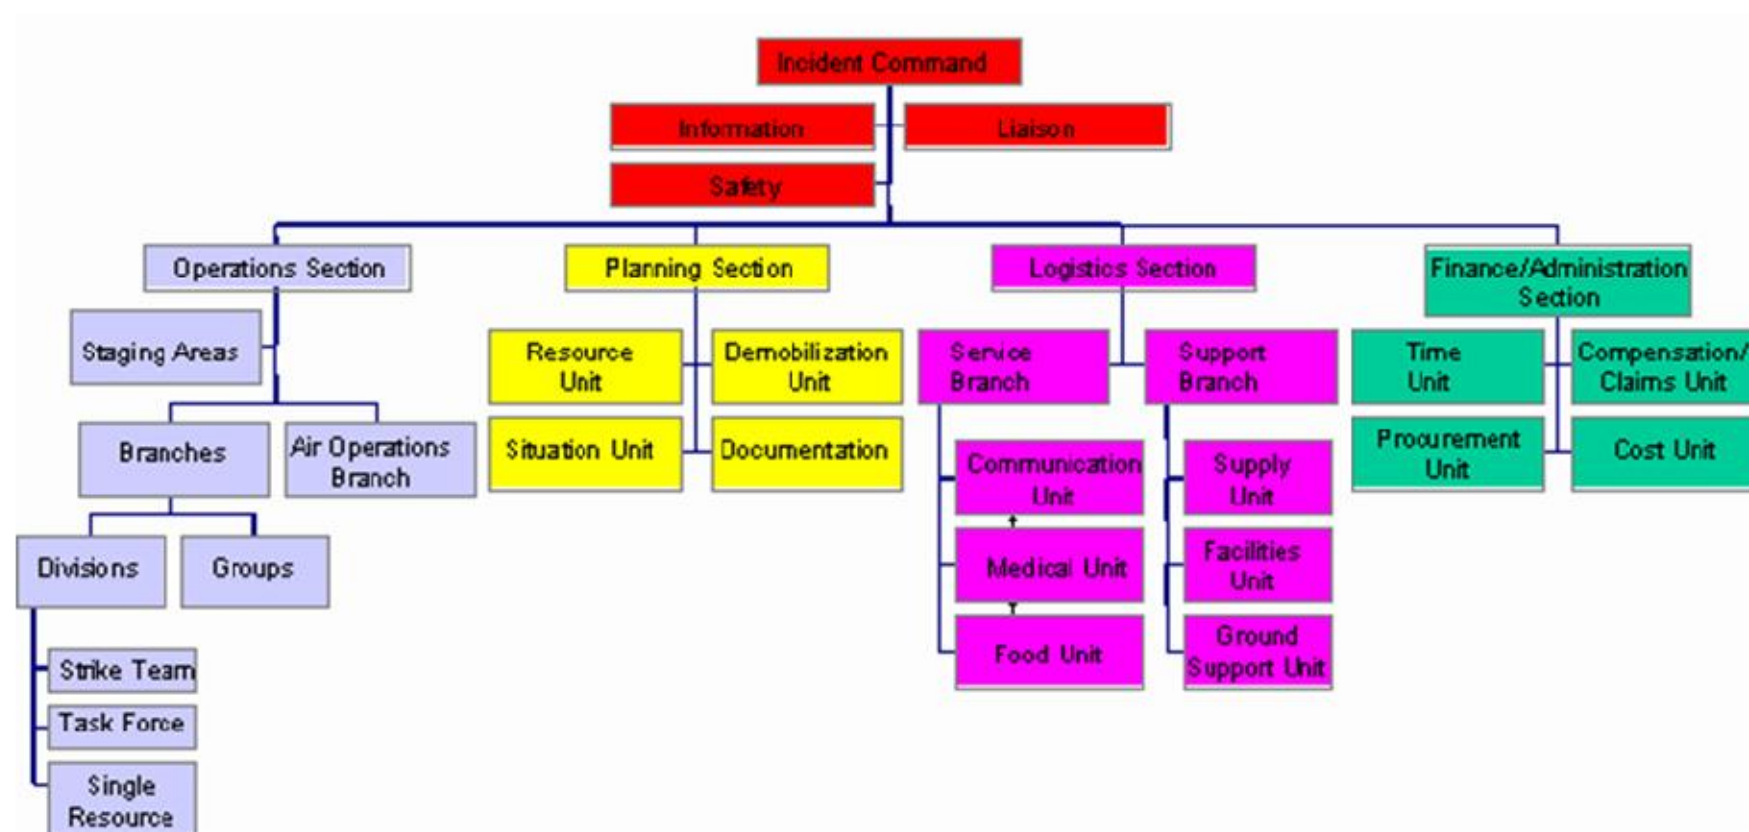 Incident Command
Information
Liaison
Safety
Operations Section
Planning Section
Logistics Section
Finance/Administration
Section
Staging Areas
Branches
Air Operations
Branch
Divisions
Groups
Strike Team
Task Force
Single
Resource
Resource
Unit
Demobilization
Unit
Situation Unit
Documentation
Service
Branch
Support
Branch
Communication
Unit
Medical Unit
Food Unit
Supply
Unit
Facilities
Unit
Ground
Support Unit
Time
Unit
Compensation/
Claims Unit
Procurement
Unit
Cost Unit